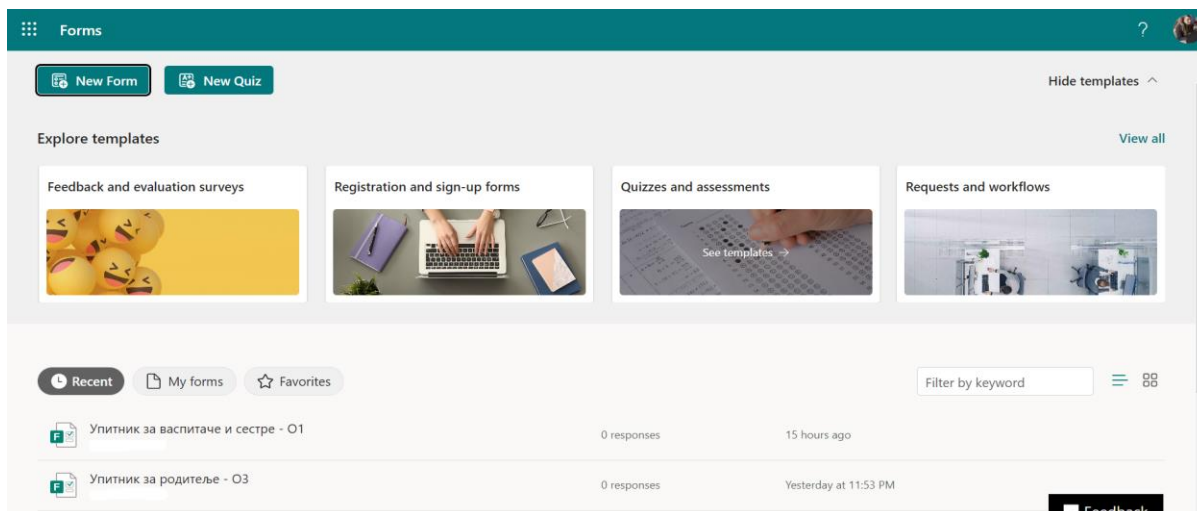 Forms
?
New Form
New Quiz
Hide templates
Explore templates
View all
Feedback and evaluation surveys
Registration and sign-up forms
Quizzes and assessments
Requests and workflows
See templates →
Recent
My forms
Favorites
Filter by keyword
Упитник за васпитаче и сестре - О1
0 responses
15 hours ago
Упитник за родитеље - О3
0 responses
Yesterday at 11:53 PM
Feedback